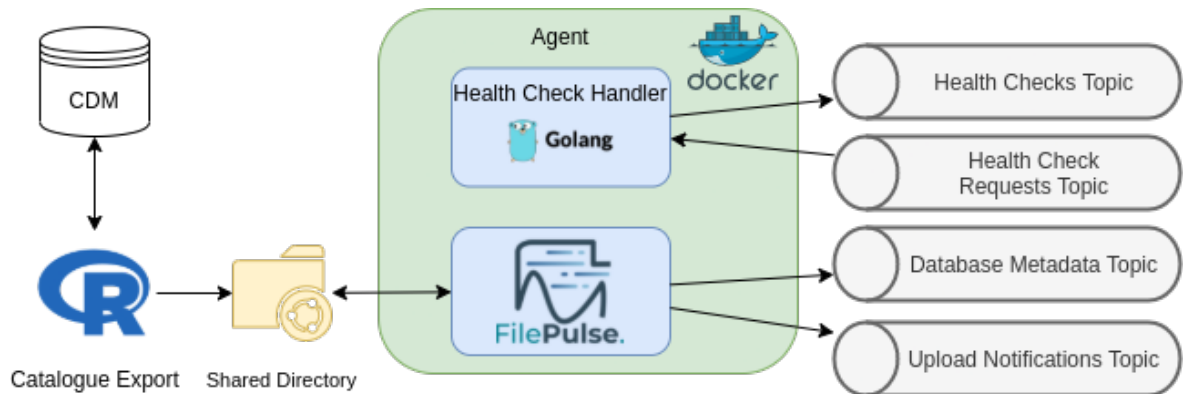 Agent
docker
CDM
Health Check Handler
Golang
Health Checks Topic
Health Check
Requests Topic
R
FilePulse.
Database Metadata Topic
Upload Notifications Topic
Catalogue Export
Shared Directory